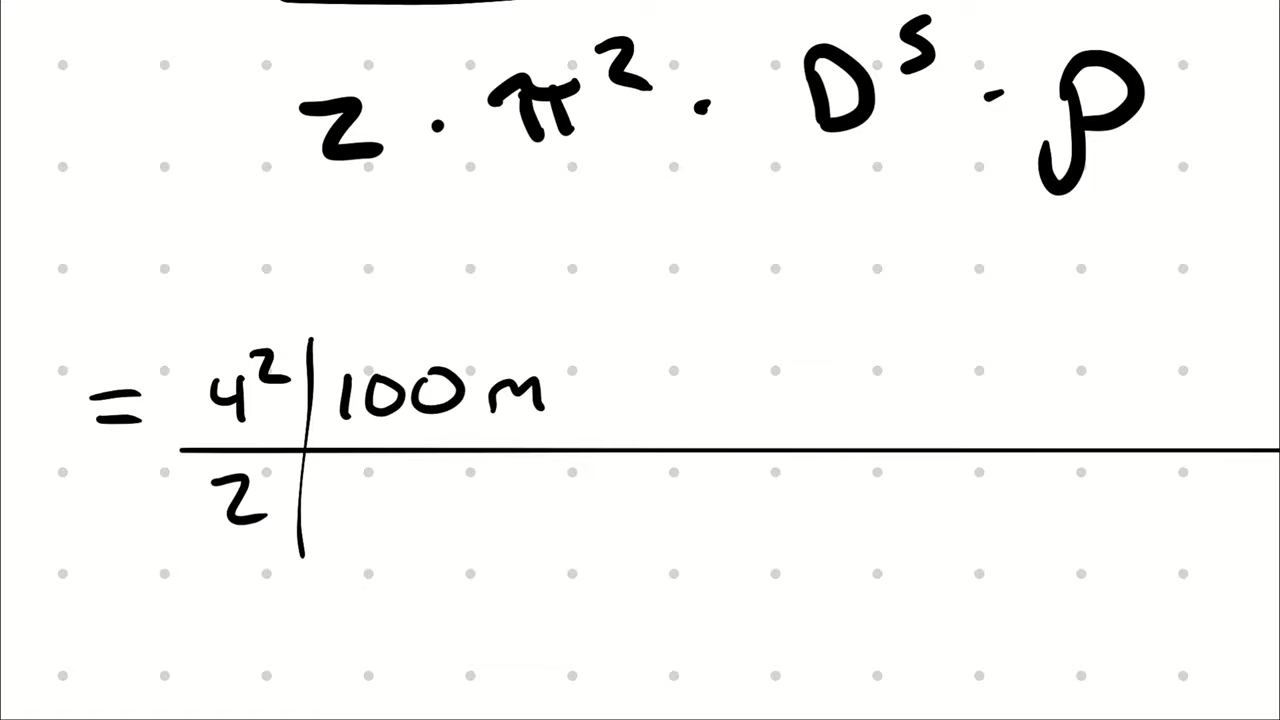 2 · π² · D⁵ · ρ
= 4² | 100 m
2